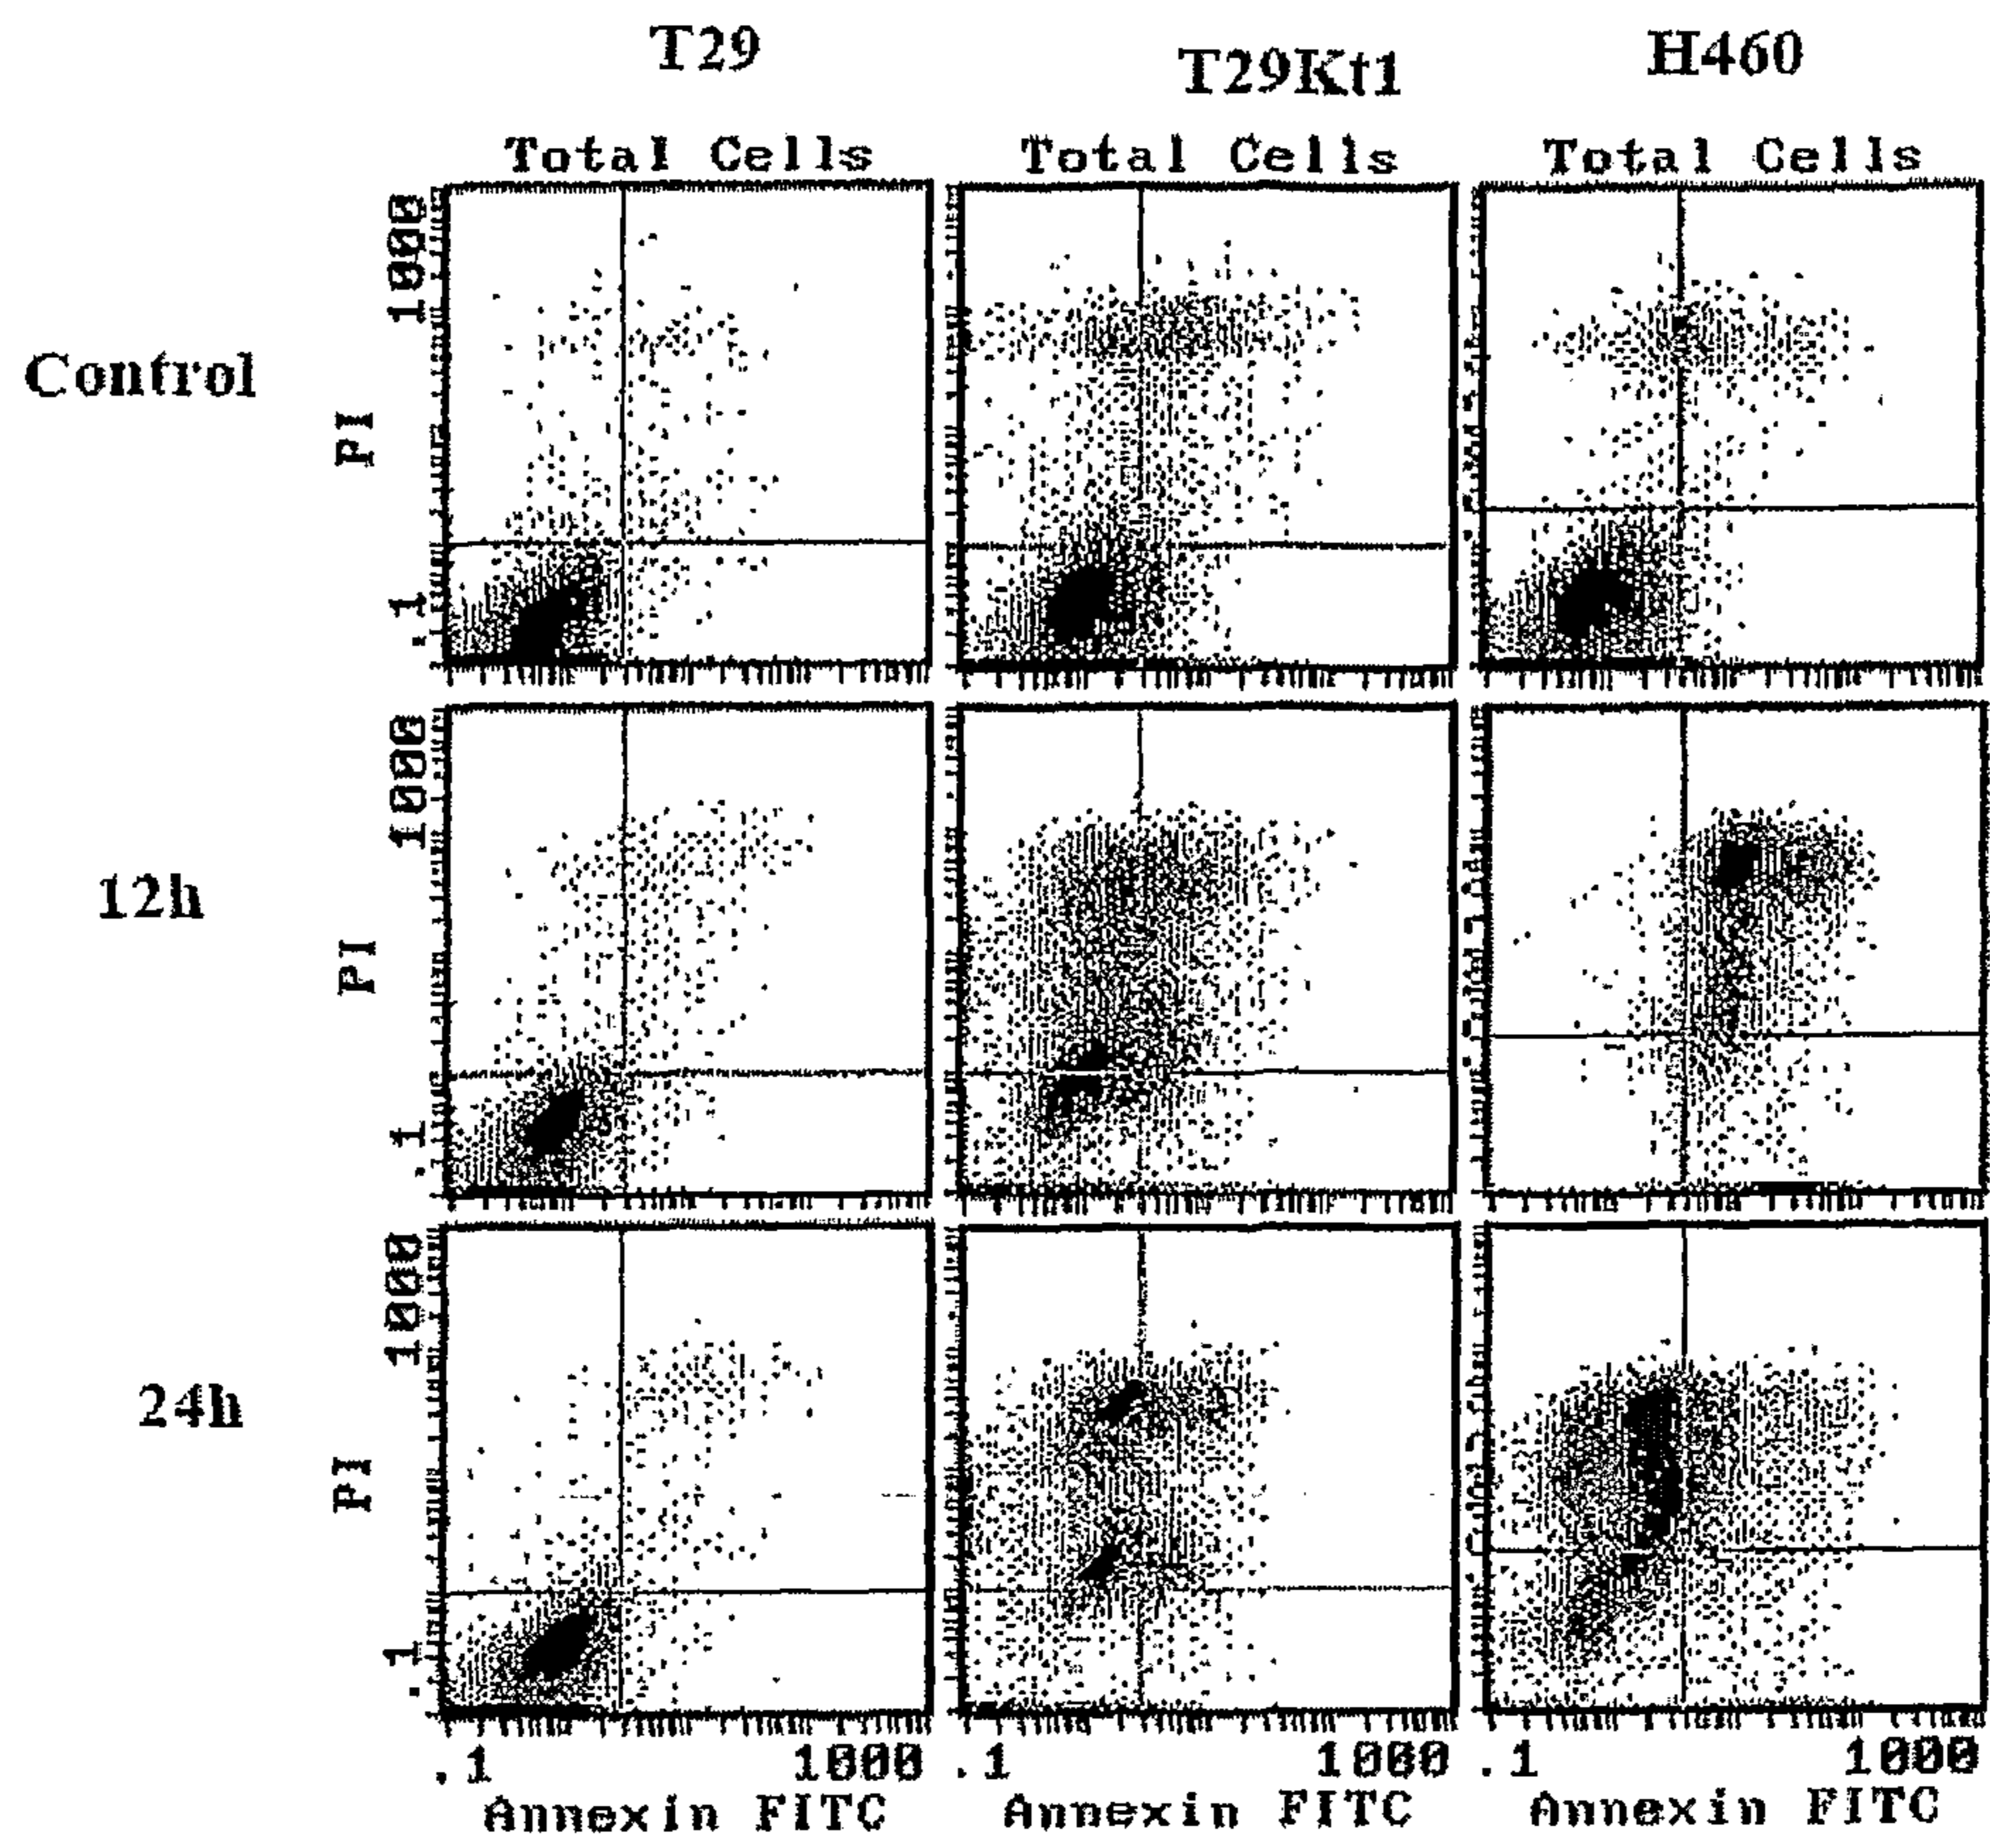 T29 T29Kt1 H460
Total Cells Total Cells Total Cells
Control
PI
1000
.1
12h
PI
1000
.1
24h
PI
1000
.1
.1 1000 .1 1000 .1 1000
Annexin FITC Annexin FITC Annexin FITC